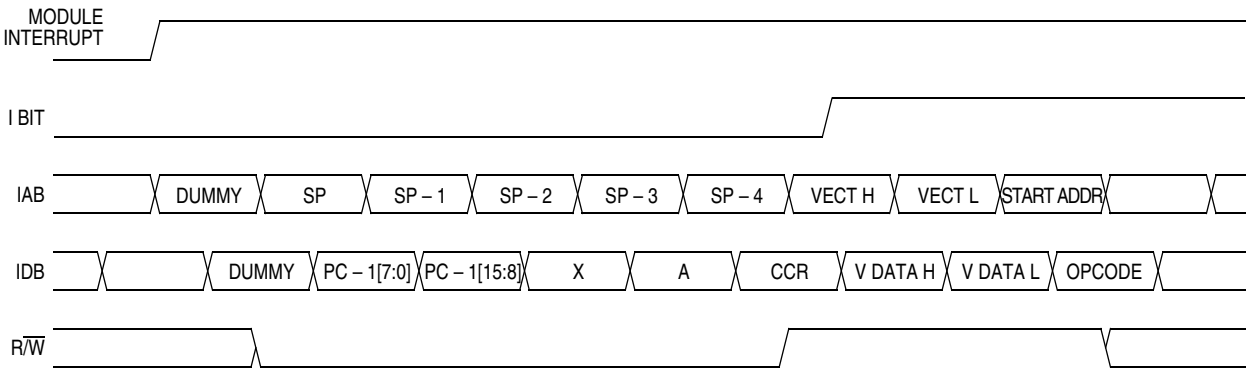 MODULE
INTERRUPT
I BIT
IAB DUMMY SP SP – 1 SP – 2 SP – 3 SP – 4 VECT H VECT L START ADDR
IDB DUMMY PC – 1[7:0] PC – 1[15:8] X A CCR V DATA H V DATA L OPCODE
R/W